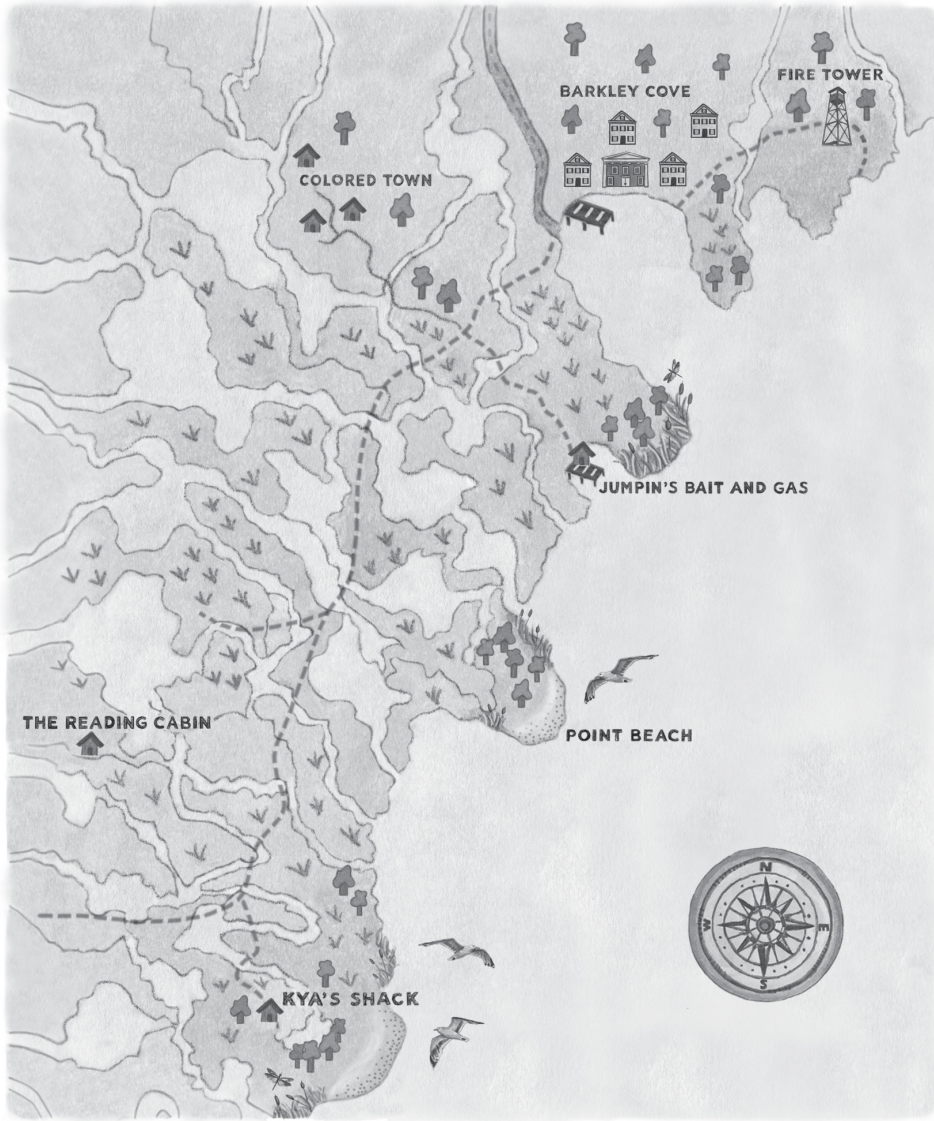 FIRE TOWER
BARKLEY COVE
COLORED TOWN
JUMPIN'S BAIT AND GAS
THE READING CABIN
POINT BEACH
N
W
E
S
KYA'S SHACK